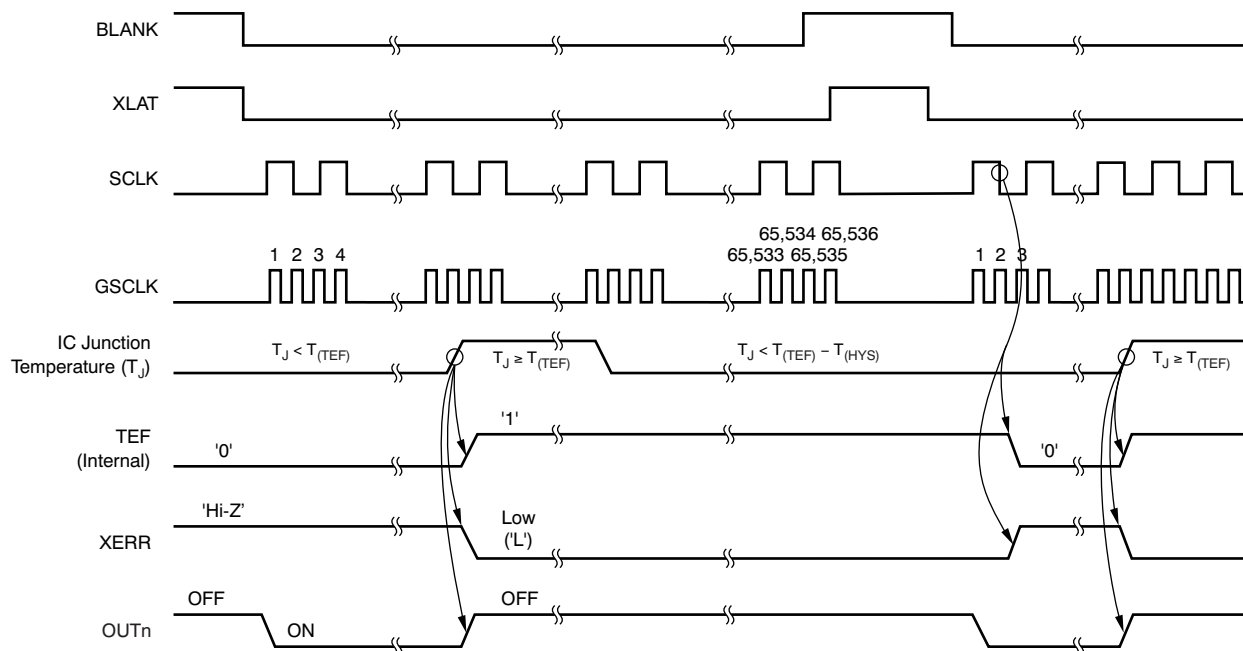 BLANK
XLAT
SCLK
65,534 65,536
1 2 3 4 65,533 65,535 1 2 3
GSCLK
IC Junction
Temperature (TJ)
TJ < T(TEF)
TJ ≥ T(TEF)
TJ < T(TEF) − T(HYS)
TJ ≥ T(TEF)
TEF
(Internal)
'0'
'1'
'0'
XERR
'Hi-Z’
Low
('L')
OUTn
OFF
ON
OFF